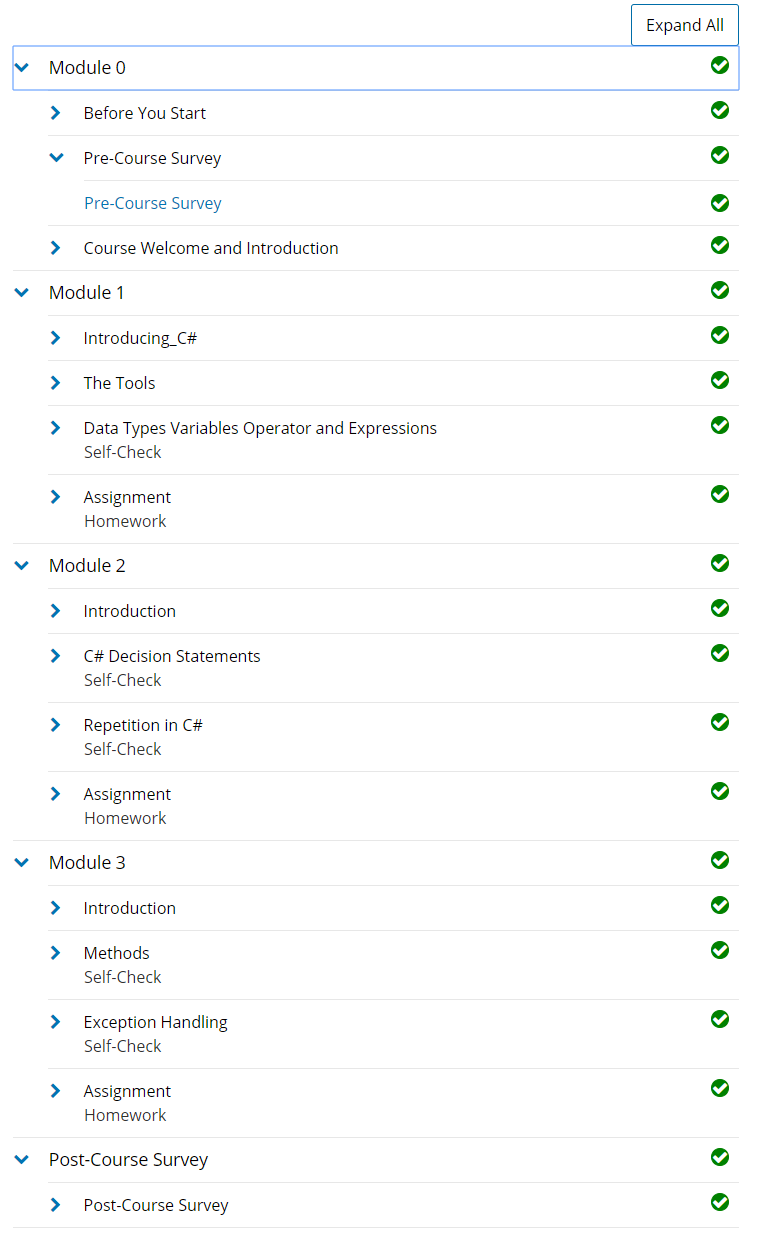 Expand All
Module 0
Before You Start
Pre-Course Survey
Pre-Course Survey
Course Welcome and Introduction
Module 1
Introducing_C#
The Tools
Data Types Variables Operator and Expressions
Self-Check
Assignment
Homework
Module 2
Introduction
C# Decision Statements
Self-Check
Repetition in C#
Self-Check
Assignment
Homework
Module 3
Introduction
Methods
Self-Check
Exception Handling
Self-Check
Assignment
Homework
Post-Course Survey
Post-Course Survey